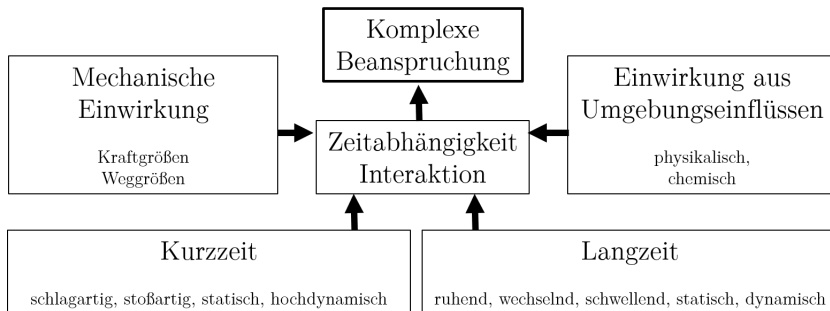 Komplexe
Beanspruchung
Mechanische
Einwirkung
Kraftgrößen
Weggrößen
Zeitabhängigkeit
Interaktion
Einwirkung aus
Umgebungseinflüssen
physikalisch,
chemisch
Kurzzeit
schlagartig, stoßartig, statisch, hochdynamisch
Langzeit
ruhend, wechselnd, schwellend, statisch, dynamisch